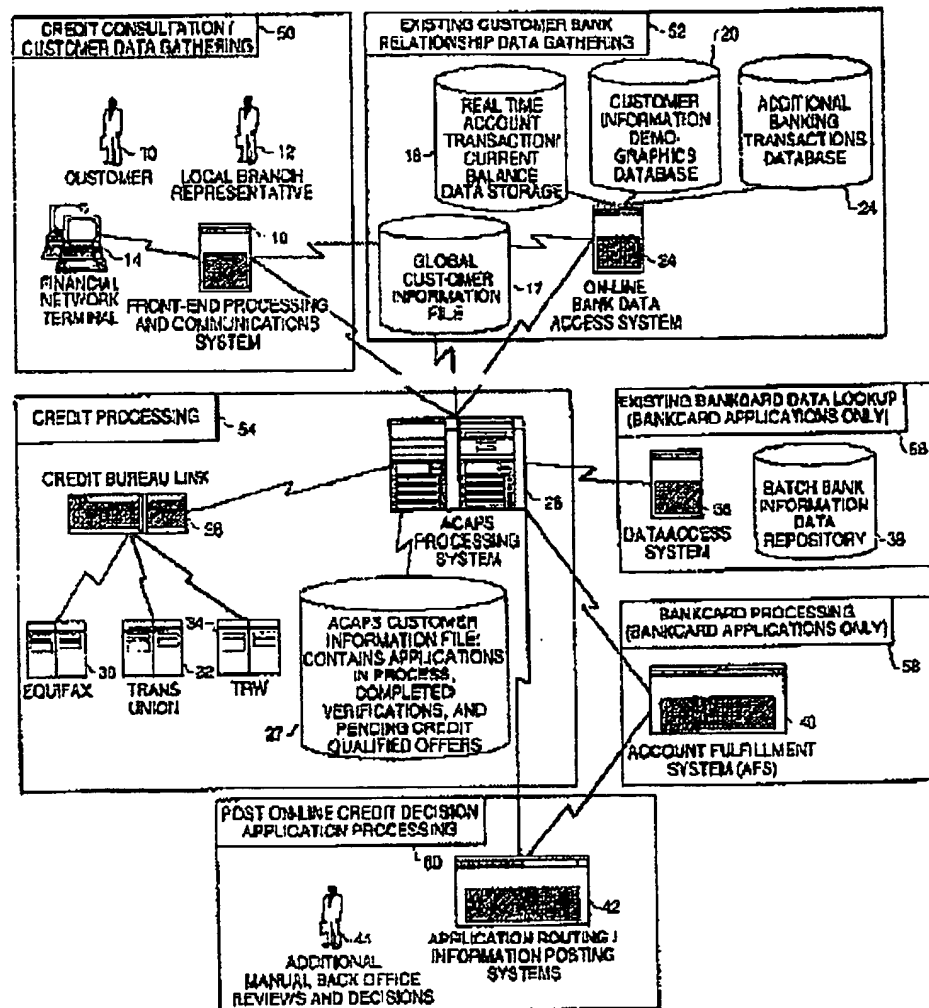 CREDIT CONSULTATION /
CUSTOMER DATA GATHERING
50
CUSTOMER
10
LOCAL BRANCH
REPRESENTATIVE
12
FINANCIAL
NETWORK
TERMINAL
14
FRONT-END PROCESSING
AND COMMUNICATIONS
SYSTEM
EXISTING CUSTOMER BANK
RELATIONSHIP DATA GATHERING
52
20
REAL TIME
ACCOUNT
TRANSACTION/
CURRENT
BALANCE
DATA STORAGE
CUSTOMER
INFORMATION
DEMO-
GRAPHICS
DATABASE
ADDITIONAL
BANKING
TRANSACTIONS
DATABASE
24
GLOBAL
CUSTOMER
INFORMATION
FILE
17
24
ON-LINE
BANK DATA
ACCESS SYSTEM
CREDIT PROCESSING
54
CREDIT BUREAU LINK
ACAPS
PROCESSING
SYSTEM
26
EQUIFAX
30
TRANS
UNION
32
TRW
34
ACAPS CUSTOMER
INFORMATION FILE:
CONTAINS APPLICATIONS
IN PROCESS,
COMPLETED
VERIFICATIONS, AND
PENDING CREDIT
QUALIFIED OFFERS
27
EXISTING BANKCARD DATA LOOKUP
(BANKCARD APPLICATIONS ONLY)
DATA ACCESS
SYSTEM
36
BATCH BANK
INFORMATION
DATA
REPOSITORY
38
BANKCARD PROCESSING
(BANKCARD APPLICATIONS ONLY)
58
40
ACCOUNT FULFILLMENT
SYSTEM (AFS)
POST ON-LINE CREDIT DECISION
APPLICATION PROCESSING
60
ADDITIONAL
MANUAL BACK OFFICE
REVIEWS AND DECISIONS
42
APPLICATION ROUTING /
INFORMATION POSTING
SYSTEMS